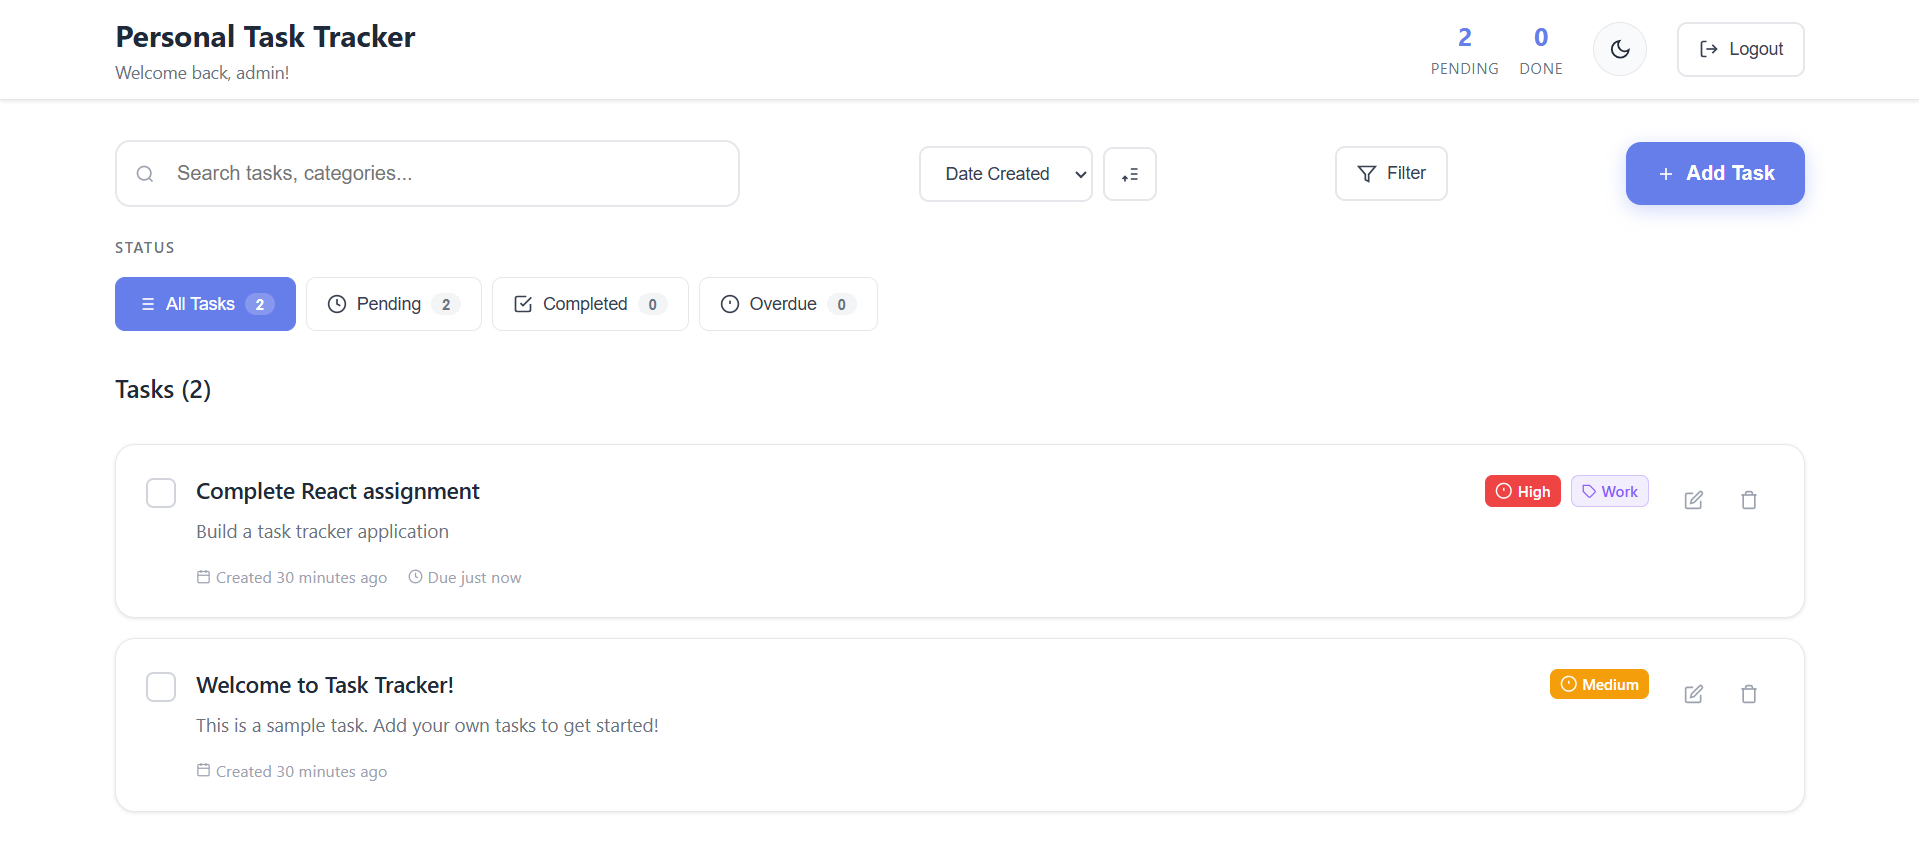 Personal Task Tracker
Welcome back, admin!
2 PENDING
0 DONE
Logout
Search tasks, categories...
Date Created
Filter
+ Add Task
STATUS
All Tasks 2
Pending 2
Completed 0
Overdue 0
Tasks (2)
Complete React assignment
High
Work
Build a task tracker application
Created 30 minutes ago
Due just now
Welcome to Task Tracker!
Medium
This is a sample task. Add your own tasks to get started!
Created 30 minutes ago